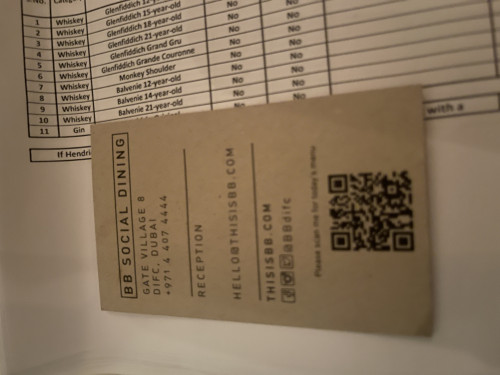 S.No.
1 Whiskey Glenfiddich 15-year-old No No
2 Whiskey Glenfiddich 18-year-old No No
3 Whiskey Glenfiddich 21-year-old No No
4 Whiskey Glenfiddich Grand Gru No No
5 Whiskey Glenfiddich Grande Couronne No No
6 Whiskey Monkey Shoulder No No
7 Whiskey Balvenie 12-year-old No No
8 Whiskey Balvenie 14-year-old No No
9 Whiskey Balvenie 21-year-old No No
10 Whiskey
11 Gin
If Hendri
with a
BB SOCIAL DINING
GATE VILLAGE 8
DIFC, DUBAI
+971 4 407 4444
RECEPTION
HELLO@THISISBB.COM
THISISBB.COM
@BBdifc
Please scan me for today's menu